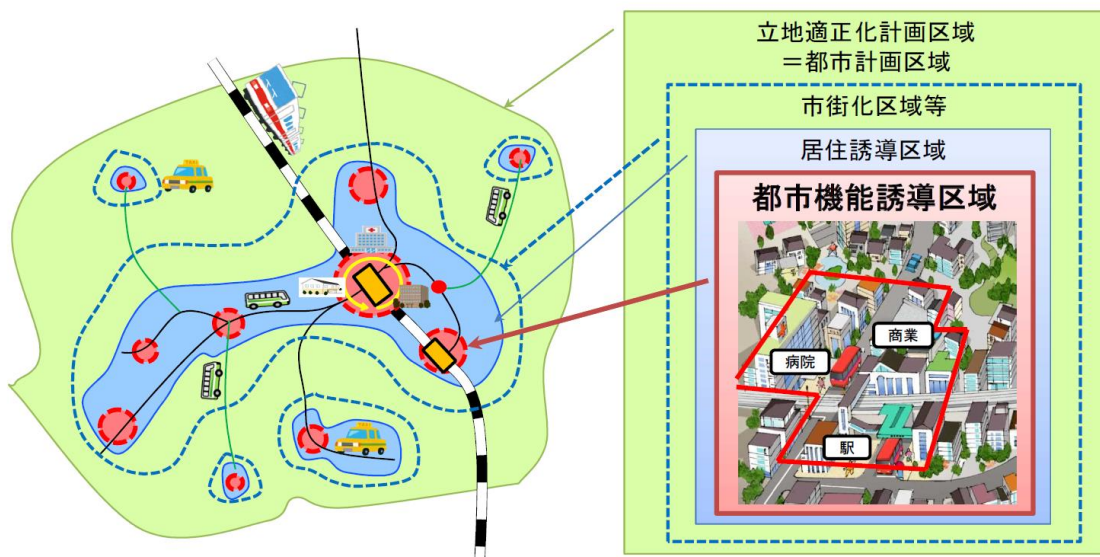 立地適正化計画区域
＝都市計画区域
市街化区域等
居住誘導区域
都市機能誘導区域
商業
病院
駅